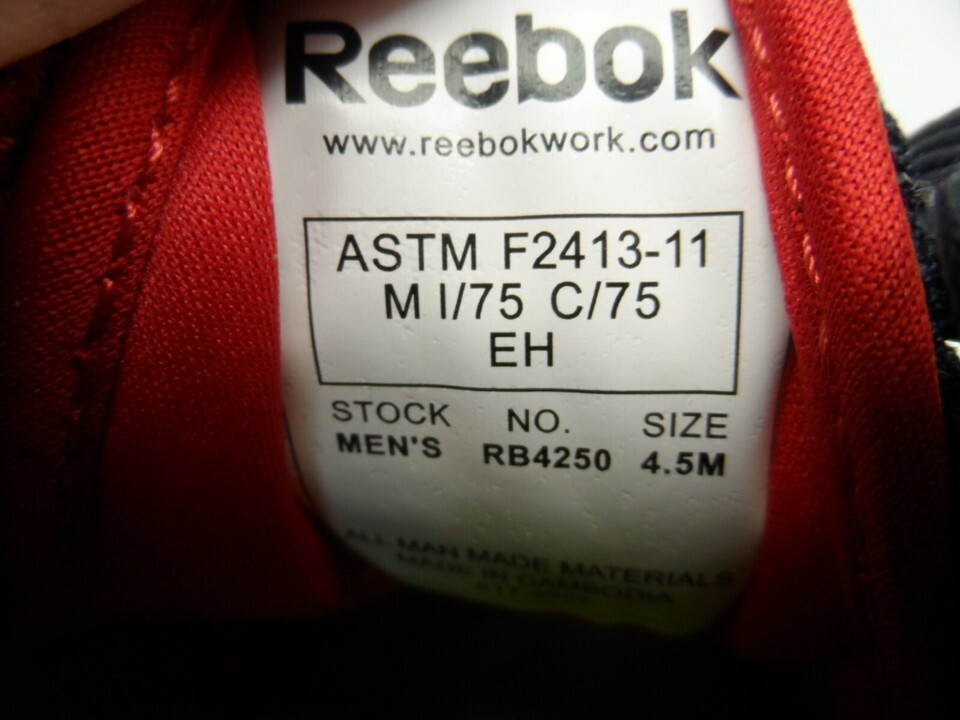 Reebok
www.reebokwork.com
ASTM F2413-11
M I/75 C/75
EH
STOCK NO. SIZE
MEN'S RB4250 4.5M
ALL MAN MADE MATERIALS
MADE IN CAMBODIA